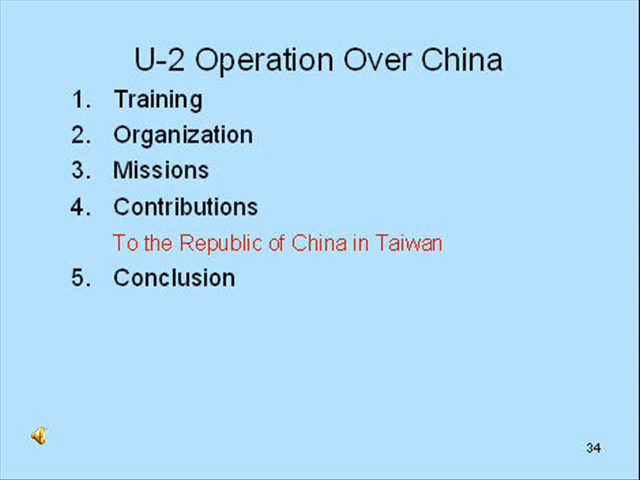 U-2 Operation Over China
1. Training
2. Organization
3. Missions
4. Contributions
To the Republic of China in Taiwan
5. Conclusion
34